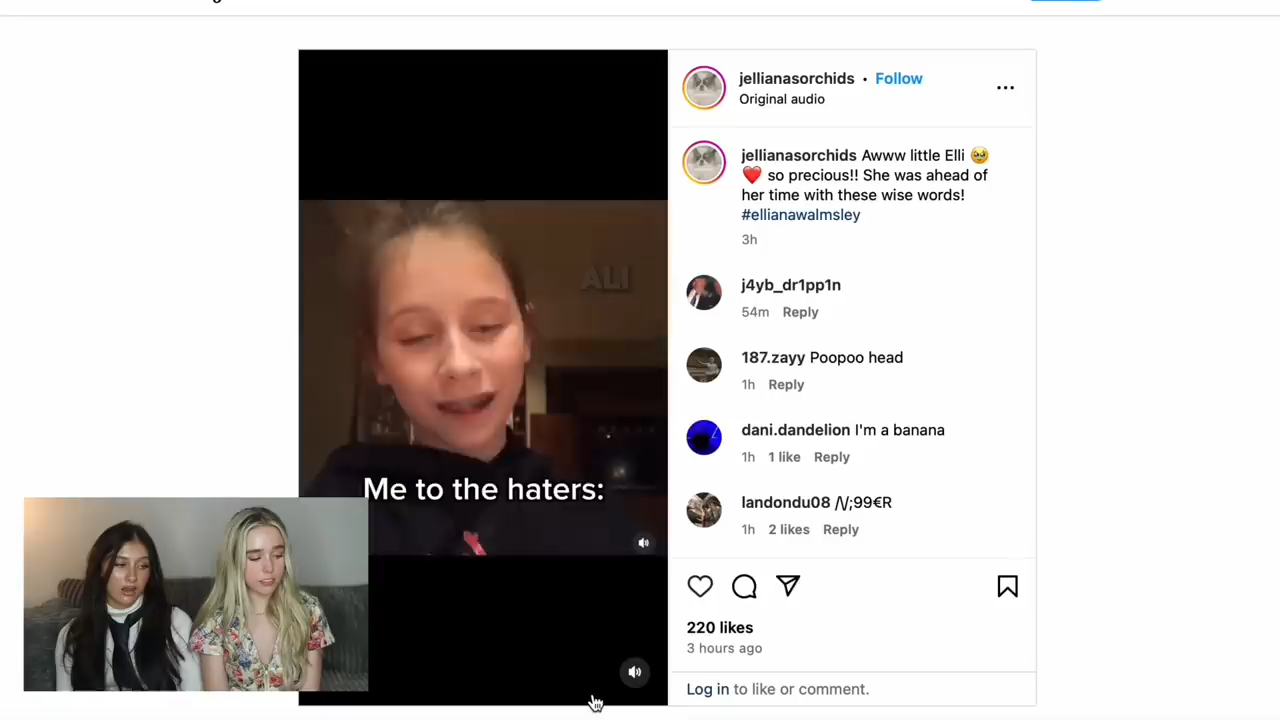 jellianasorchids • Follow
Original audio
jellianasorchids Awww little Elli 🥹
❤️ so precious!! She was ahead of
her time with these wise words!
#ellianawalmsley
3h
ALI
j4yb_dr1pp1n
54m Reply
187.zayy Poopoo head
1h Reply
dani.dandelion I'm a banana
1h 1 like Reply
Me to the haters:
landondu08 /\/;99€R
1h 2 likes Reply
220 likes
3 hours ago
Log in to like or comment.